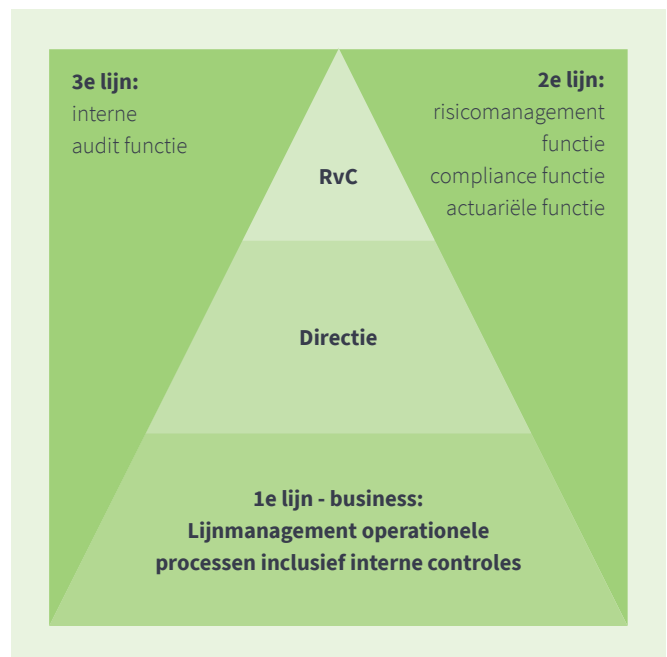 3e lijn:
interne
audit functie
2e lijn:
risicomanagement
functie
compliance functie
actuariële functie
RvC
Directie
1e lijn - business:
Lijnmanagement operationele
processen inclusief interne controles